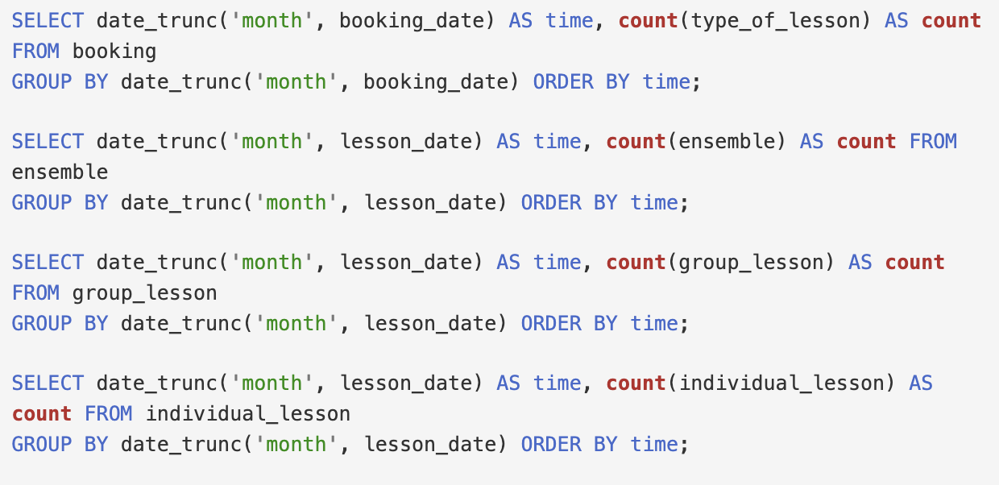 SELECT date_trunc('month', booking_date) AS time, count(type_of_lesson) AS count
FROM booking
GROUP BY date_trunc('month', booking_date) ORDER BY time;
SELECT date_trunc('month', lesson_date) AS time, count(ensemble) AS count FROM
ensemble
GROUP BY date_trunc('month', lesson_date) ORDER BY time;
SELECT date_trunc('month', lesson_date) AS time, count(group_lesson) AS count
FROM group_lesson
GROUP BY date_trunc('month', lesson_date) ORDER BY time;
SELECT date_trunc('month', lesson_date) AS time, count(individual_lesson) AS
count FROM individual_lesson
GROUP BY date_trunc('month', lesson_date) ORDER BY time;